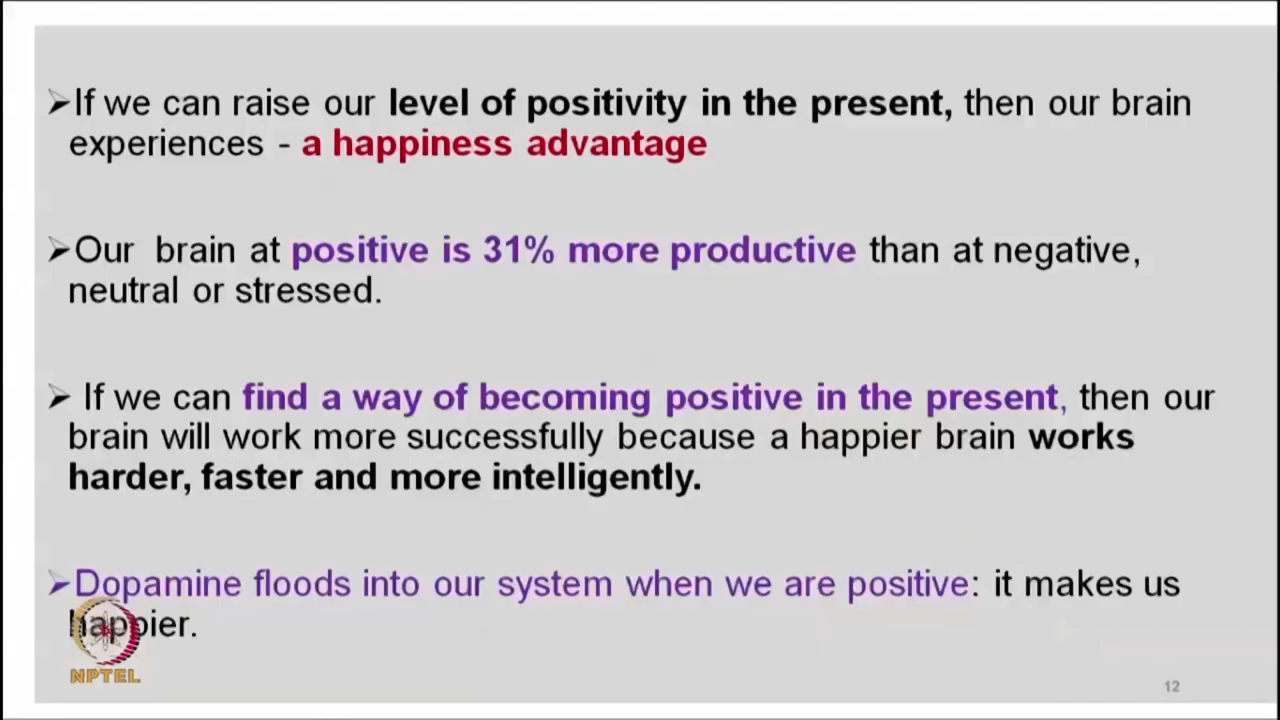 ➢If we can raise our level of positivity in the present, then our brain
experiences - a happiness advantage
➢Our brain at positive is 31% more productive than at negative,
neutral or stressed.
➢ If we can find a way of becoming positive in the present, then our
brain will work more successfully because a happier brain works
harder, faster and more intelligently.
➢Dopamine floods into our system when we are positive: it makes us
happier.
NPTEL
12